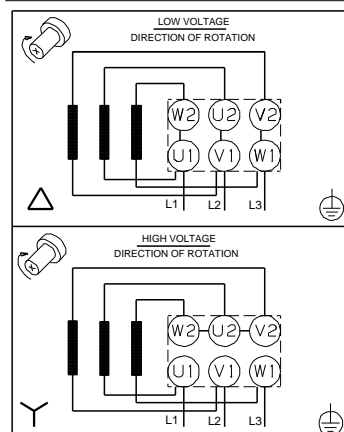 LOW VOLTAGE
DIRECTION OF ROTATION
W2 U2 V2
U1 V1 W1
L1 L2 L3
HIGH VOLTAGE
DIRECTION OF ROTATION
W2 U2 V2
U1 V1 W1
L1 L2 L3